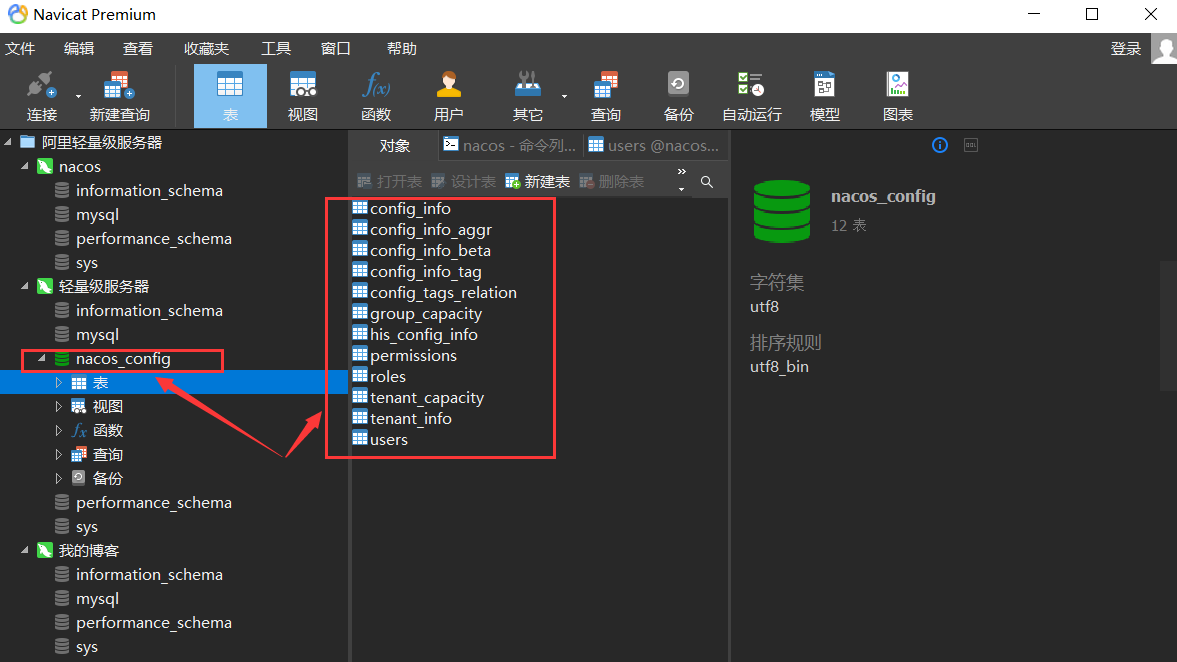 Navicat Premium
文件 编辑 查看 收藏夹 工具 窗口 帮助 登录
连接 新建查询 表 视图 函数 用户 其它 查询 备份 自动运行 模型 图表
阿里轻量级服务器
nacos
information_schema
mysql
performance_schema
sys
轻量级服务器
information_schema
mysql
nacos_config
表
视图
函数
查询
备份
performance_schema
sys
我的博客
information_schema
mysql
performance_schema
sys
对象 nacos - 命令列... users @nacos...
打开表 设计表 新建表 删除表
config_info
config_info_aggr
config_info_beta
config_info_tag
config_tags_relation
group_capacity
his_config_info
permissions
roles
tenant_capacity
tenant_info
users
nacos_config
12 表
字符集
utf8
排序规则
utf8_bin